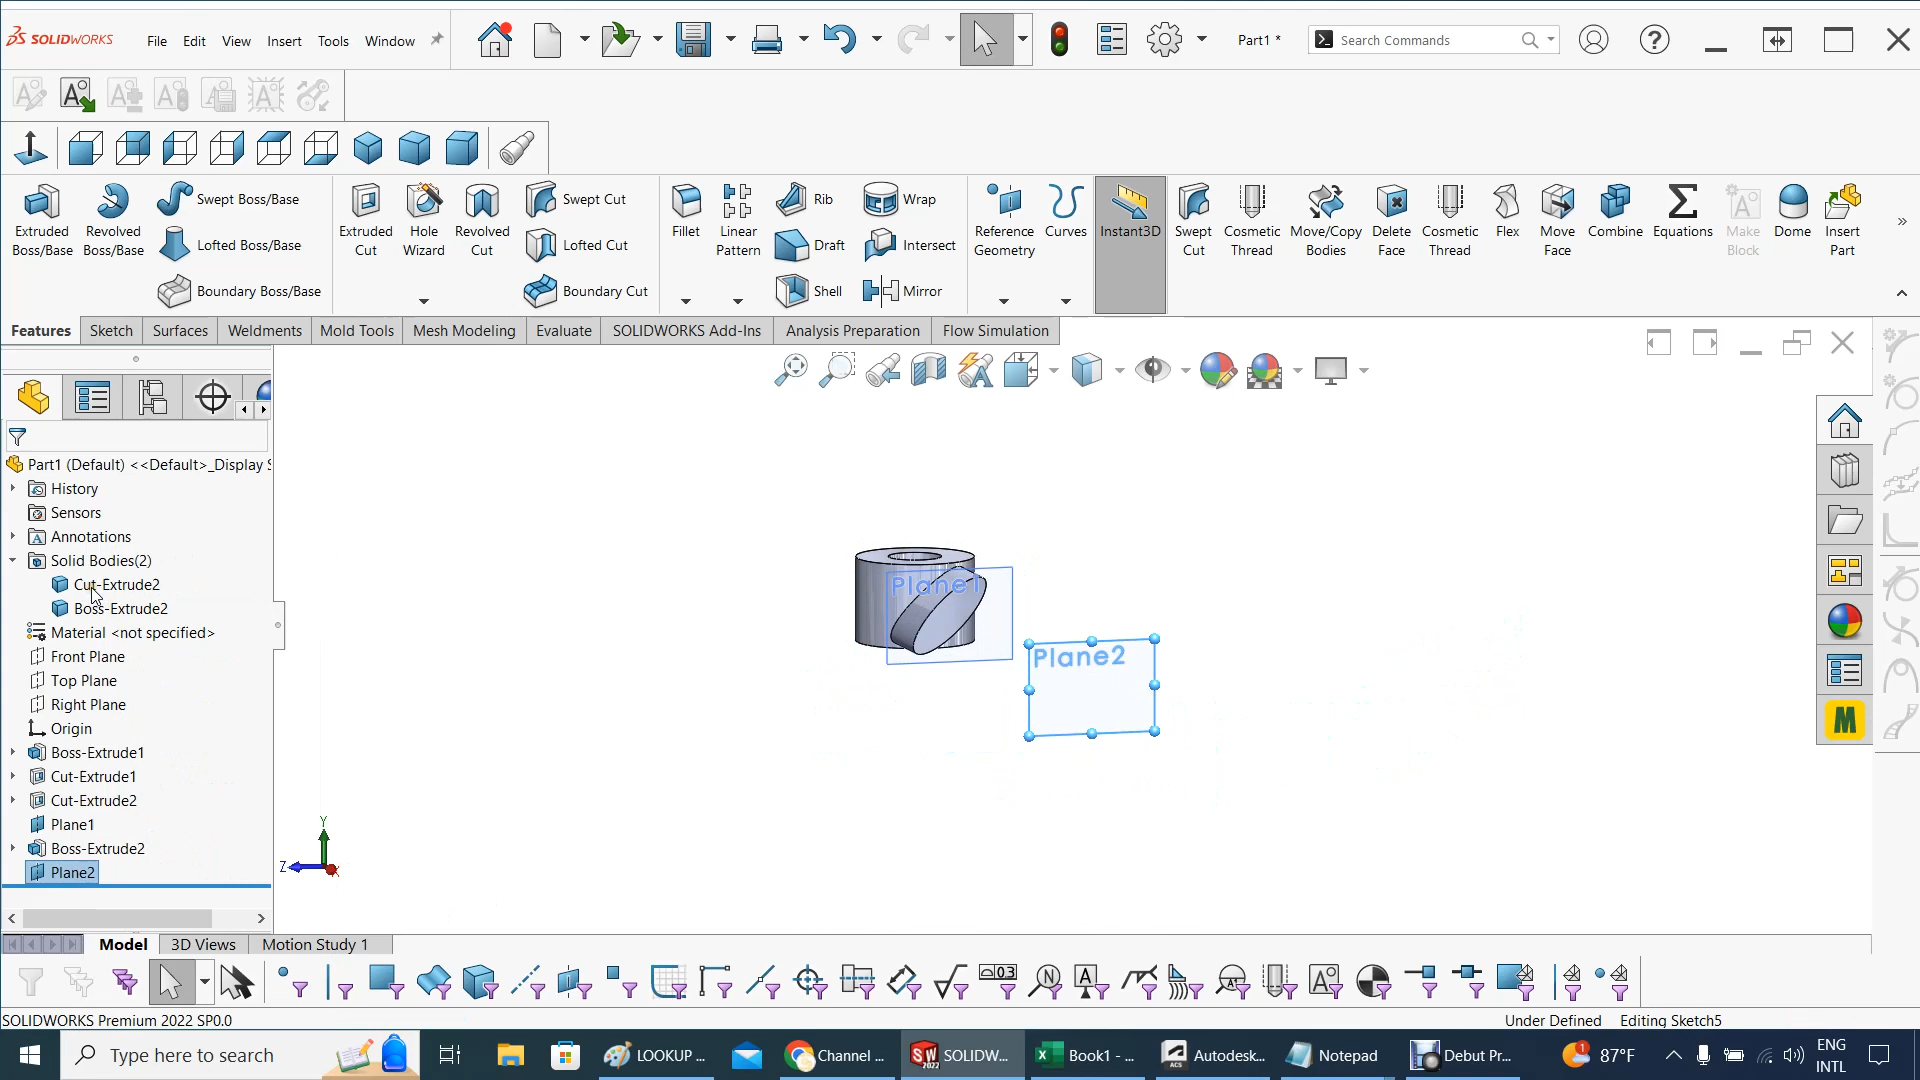 SOLIDWORKS
File Edit View Insert Tools Window
Part1 *
Search Commands
Extruded Boss/Base
Revolved Boss/Base
Swept Boss/Base
Lofted Boss/Base
Boundary Boss/Base
Extruded Cut
Hole Wizard
Revolved Cut
Swept Cut
Lofted Cut
Boundary Cut
Fillet
Linear Pattern
Rib
Draft
Shell
Wrap
Intersect
Mirror
Reference Geometry
Curves
Instant3D
Swept Cut
Cosmetic Thread
Move/Copy Bodies
Delete Face
Cosmetic Thread
Flex
Move Face
Combine
Equations
Make Block
Dome
Insert Part
Features Sketch Surfaces Weldments Mold Tools Mesh Modeling Evaluate SOLIDWORKS Add-Ins Analysis Preparation Flow Simulation
Part1 (Default) <<Default>_Display S
History
Sensors
Annotations
Solid Bodies(2)
Cut-Extrude2
Boss-Extrude2
Material <not specified>
Front Plane
Top Plane
Right Plane
Origin
Boss-Extrude1
Cut-Extrude1
Cut-Extrude2
Plane1
Boss-Extrude2
Plane2
Plane1
Plane2
Y
Z
X
M
Model 3D Views Motion Study 1
SOLIDWORKS Premium 2022 SP0.0
Under Defined Editing Sketch5
Type here to search
LOOKUP ...
Channel ...
SOLIDW...
Book1 - ...
Autodesk...
Notepad
Debut Pr...
87°F
ENG
INTL